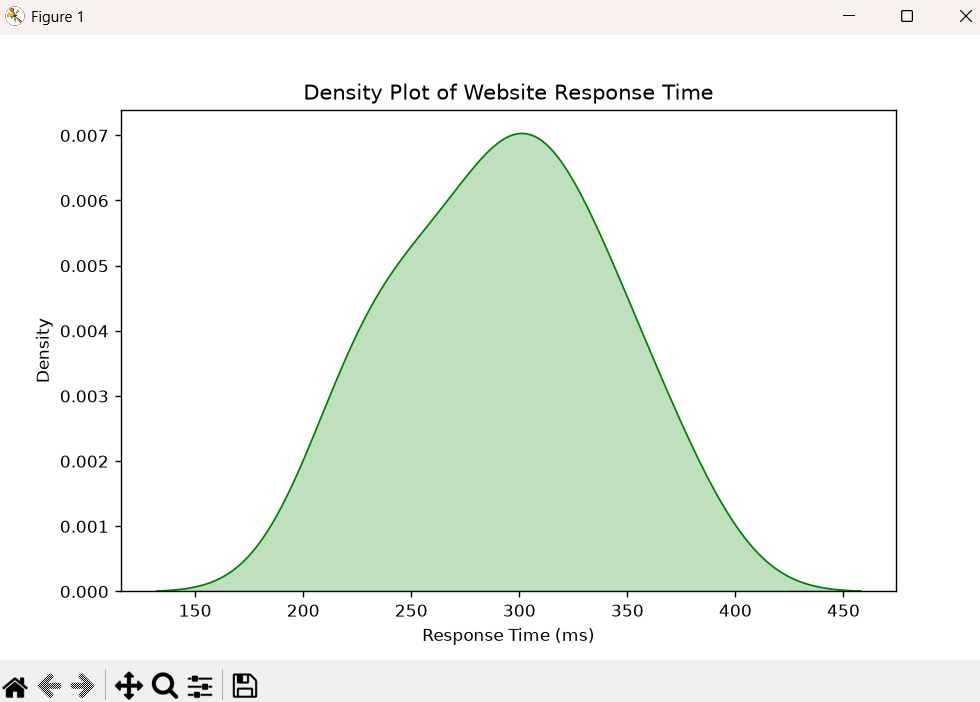 Figure 1
Density Plot of Website Response Time
0.007
0.006
0.005
0.004
0.003
0.002
0.001
0.000
Density
150 200 250 300 350 400 450
Response Time (ms)